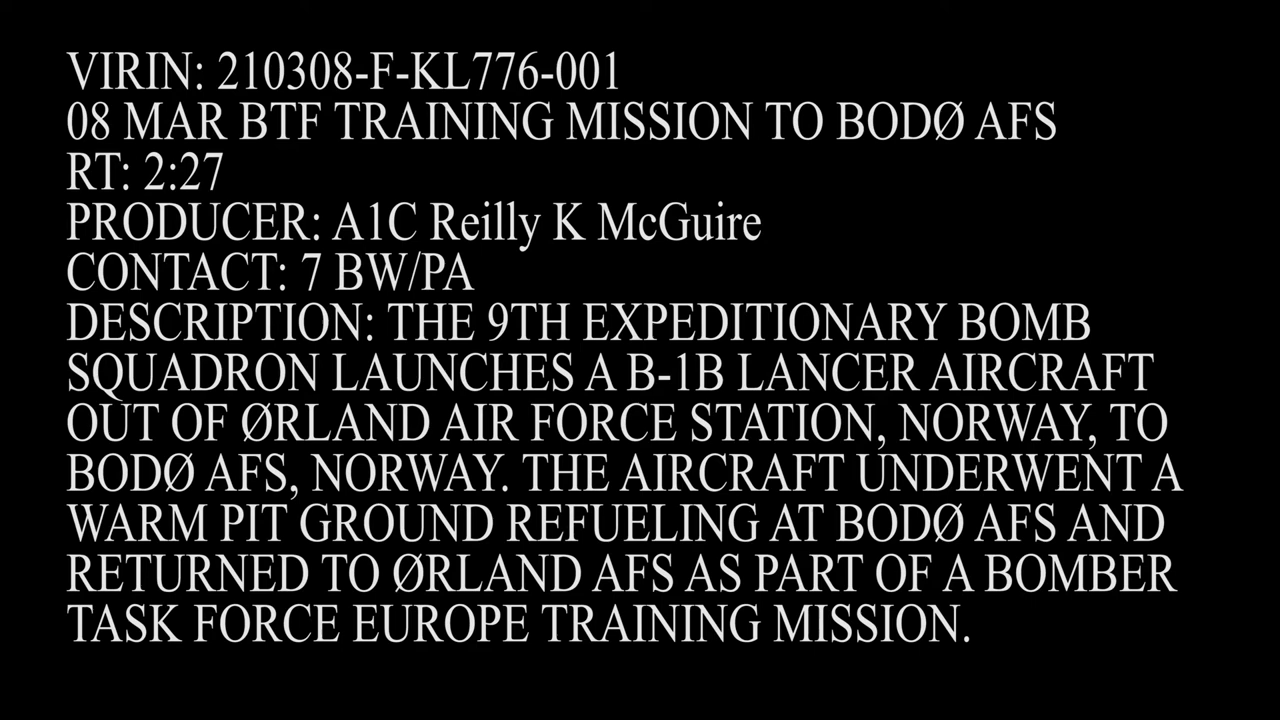 VIRIN: 210308-F-KL776-001
08 MAR BTF TRAINING MISSION TO BODØ AFS
RT: 2:27
PRODUCER: A1C Reilly K McGuire
CONTACT: 7 BW/PA
DESCRIPTION: THE 9TH EXPEDITIONARY BOMB
SQUADRON LAUNCHES A B-1B LANCER AIRCRAFT
OUT OF ØRLAND AIR FORCE STATION, NORWAY, TO
BODØ AFS, NORWAY. THE AIRCRAFT UNDERWENT A
WARM PIT GROUND REFUELING AT BODØ AFS AND
RETURNED TO ØRLAND AFS AS PART OF A BOMBER
TASK FORCE EUROPE TRAINING MISSION.